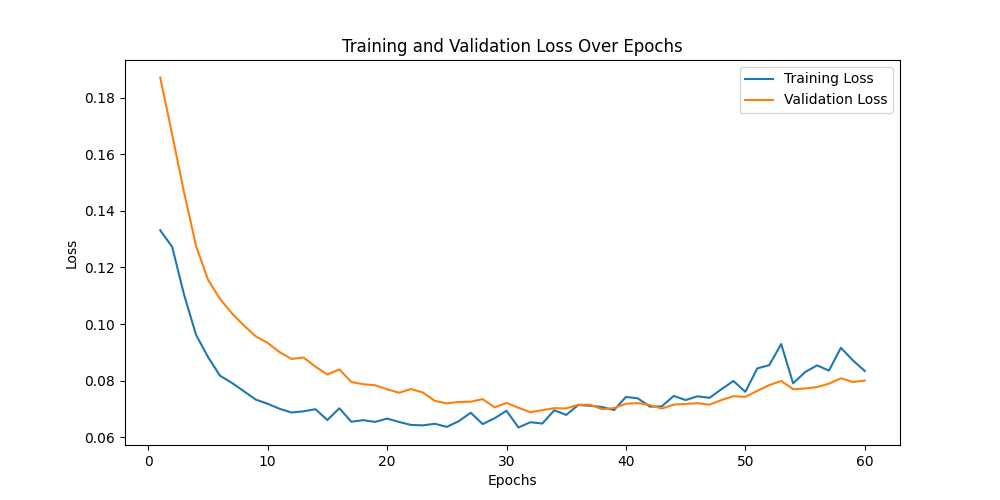 Training and Validation Loss Over Epochs
Training Loss
Validation Loss
0.18
0.16
0.14
0.12
0.10
0.08
0.06
Loss
0 10 20 30 40 50 60
Epochs